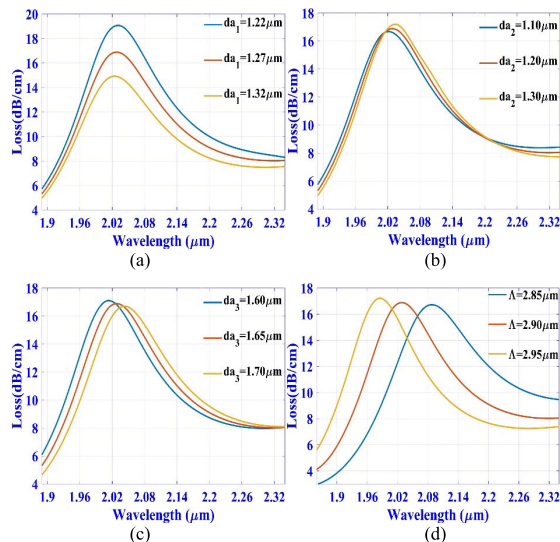 20
18
16
14
12
10
8
6
4
Loss(dB/cm)
da1=1.22μm
da1=1.27μm
da1=1.32μm
1.9 1.96 2.02 2.08 2.14 2.2 2.26 2.32
Wavelength (μm)
(a)
18
16
14
12
10
8
6
4
Loss(dB/cm)
da2=1.10μm
da2=1.20μm
da2=1.30μm
1.9 1.96 2.02 2.08 2.14 2.2 2.26 2.32
Wavelength (μm)
(b)
18
16
14
12
10
8
6
4
Loss(dB/cm)
da3=1.60μm
da3=1.65μm
da3=1.70μm
1.9 1.96 2.02 2.08 2.14 2.2 2.26 2.32
Wavelength (μm)
(c)
18
16
14
12
10
8
6
4
Loss(dB/cm)
Λ=2.85μm
Λ=2.90μm
Λ=2.95μm
1.9 1.96 2.02 2.08 2.14 2.2 2.26 2.32
Wavelength (μm)
(d)